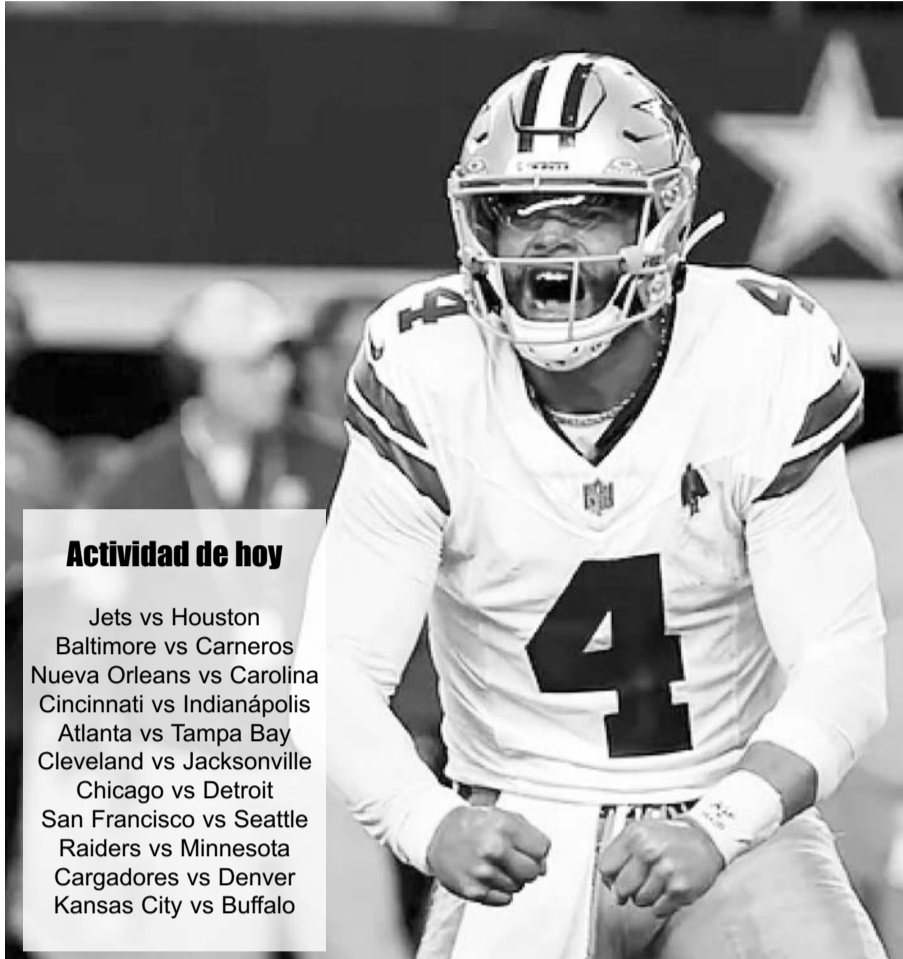 4
4
4
Actividad de hoy
Jets vs Houston
Baltimore vs Carneros
Nueva Orleans vs Carolina
Cincinnati vs Indianápolis
Atlanta vs Tampa Bay
Cleveland vs Jacksonville
Chicago vs Detroit
San Francisco vs Seattle
Raiders vs Minnesota
Cargadores vs Denver
Kansas City vs Buffalo